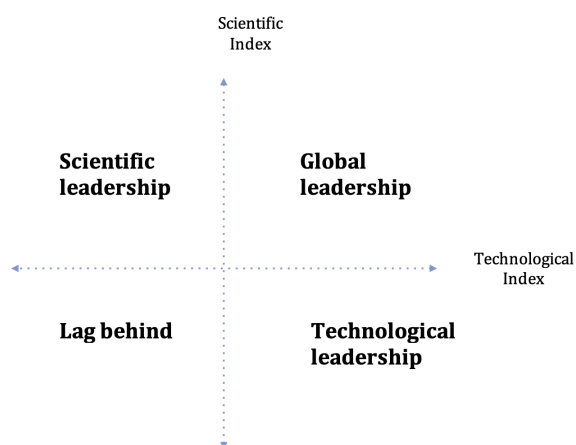 Scientific
Index
Scientific
leadership
Global
leadership
Technological
Index
Lag behind
Technological
leadership